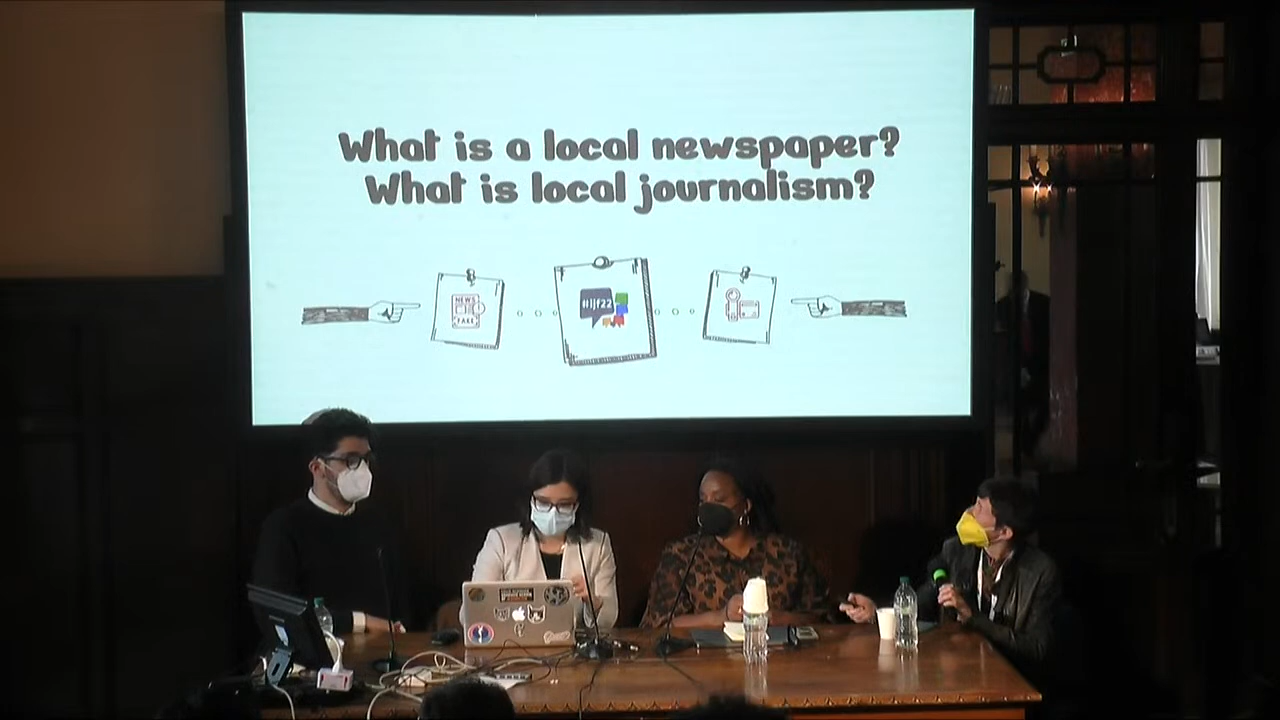 What is a local newspaper?
What is local journalism?
NEWS
FAKE
#ijf22